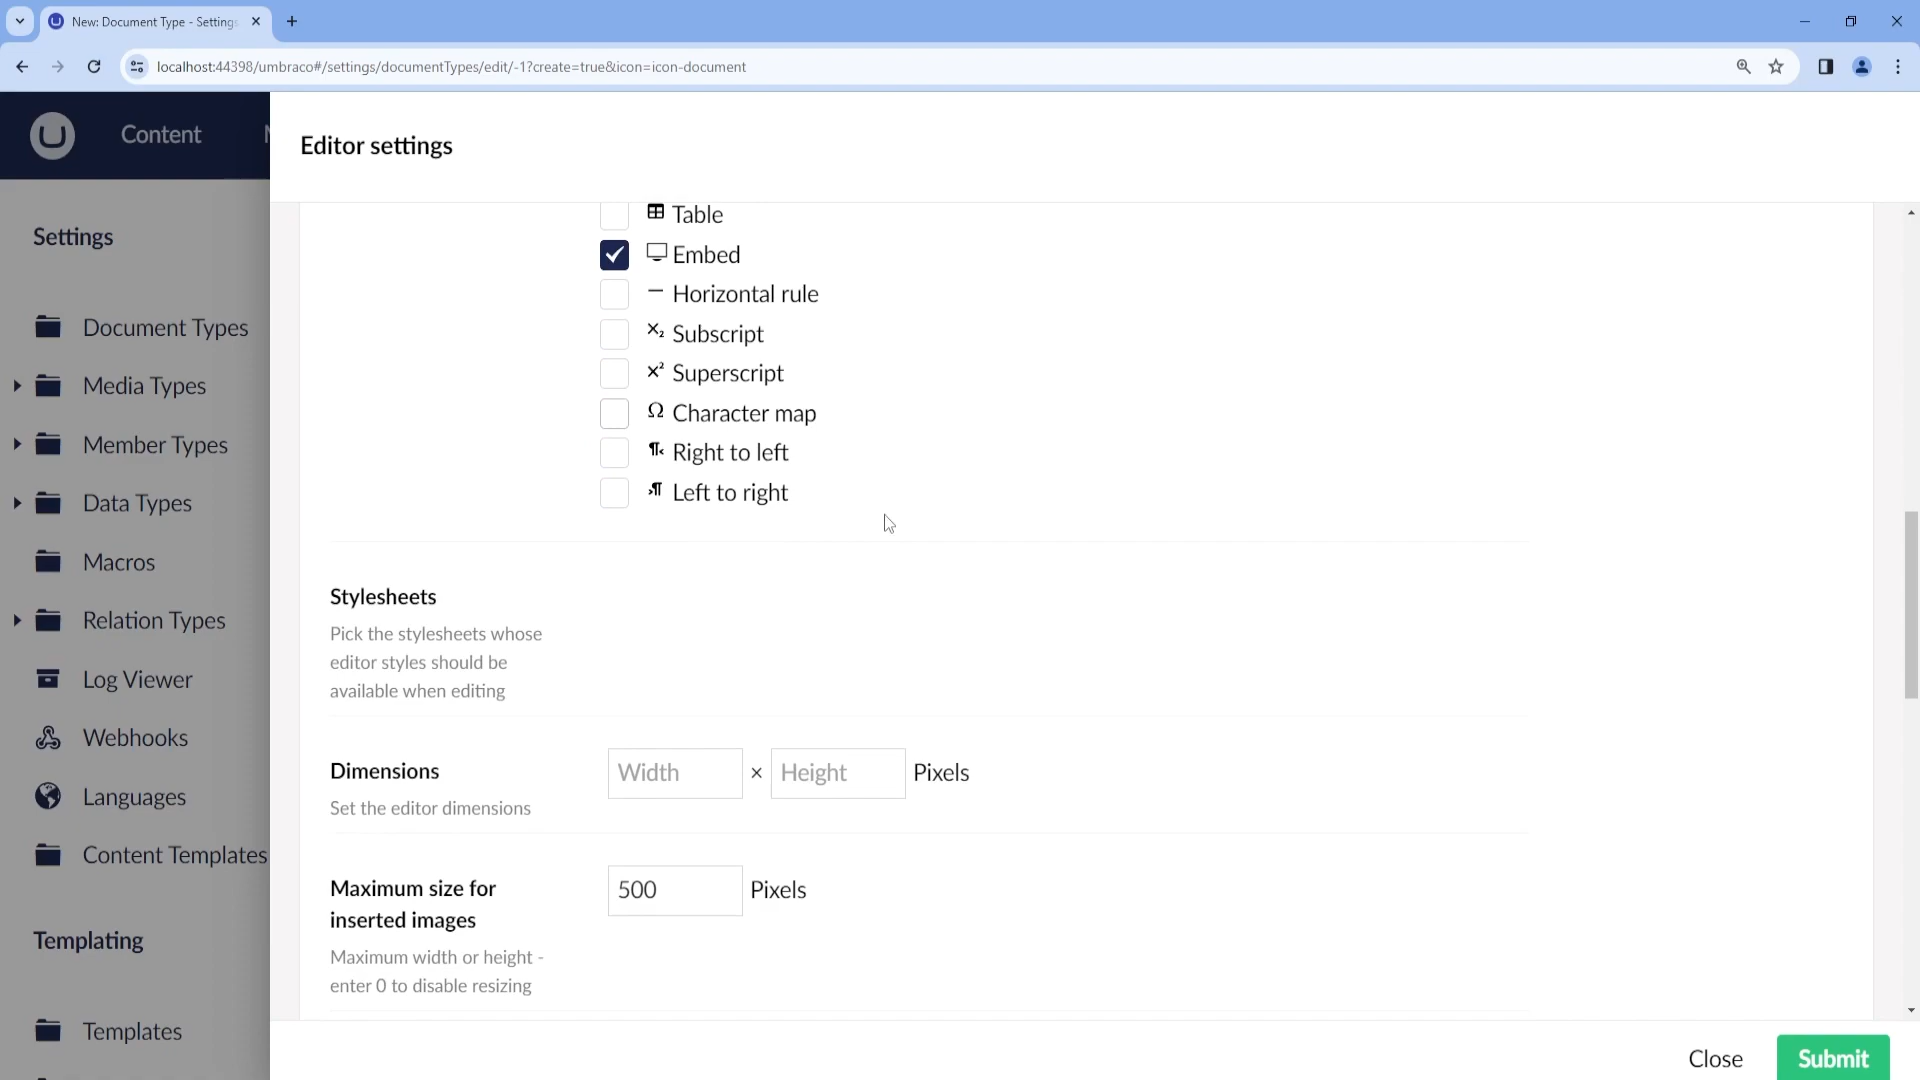 New: Document Type - Settings
localhost:44398/umbraco#/settings/documentTypes/edit/-1?create=true&icon=icon-document
Content
Editor settings
Settings
Document Types
Media Types
Member Types
Data Types
Macros
Relation Types
Log Viewer
Webhooks
Languages
Content Templates
Templating
Templates
Table
Embed
Horizontal rule
Subscript
Superscript
Character map
Right to left
Left to right
Stylesheets
Pick the stylesheets whose
editor styles should be
available when editing
Dimensions
Set the editor dimensions
Width × Height Pixels
Maximum size for
inserted images
Maximum width or height -
enter 0 to disable resizing
500 Pixels
Close Submit